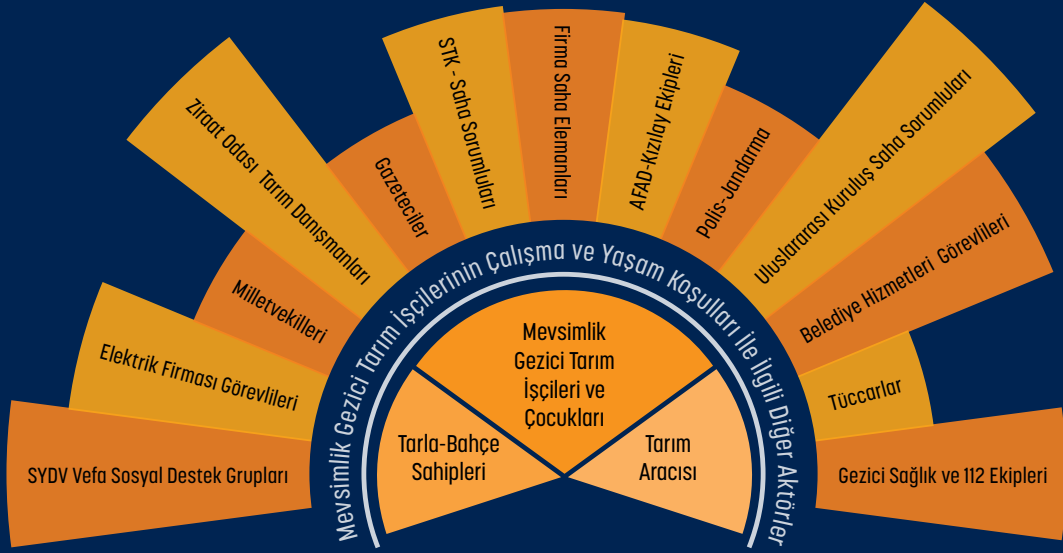 SYDV Vefa Sosyal Destek Grupları
Elektrik Firması Görevlileri
Milletvekilleri
Ziraat Odası Tarım Danışmanları
Gazeteciler
STK - Saha Sorumluları
Firma Saha Elemanları
AFAD-Kızılay Ekipleri
Polis-Jandarma
Uluslararası Kuruluş Saha Sorumluları
Belediye Hizmetleri Görevlileri
Tüccarlar
Gezici Sağlık ve 112 Ekipleri
Mevsimlik Gezici Tarım İşçilerinin Çalışma ve Yaşam Koşulları ile İlgili Diğer Aktörler
Mevsimlik
Gezici Tarım
İşçileri ve
Çocukları
Tarla-Bahçe
Sahipleri
Tarım
Aracısı